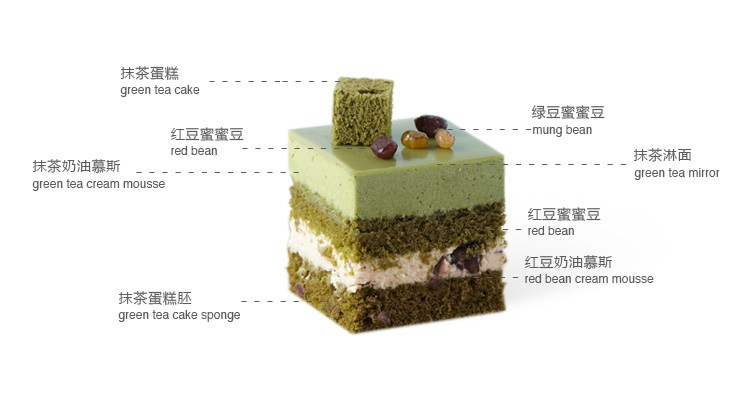 抹茶蛋糕
green tea cake
绿豆蜜蜜豆
mung bean
红豆蜜蜜豆
red bean
抹茶淋面
green tea mirror
抹茶奶油慕斯
green tea cream mousse
红豆蜜蜜豆
red bean
红豆奶油慕斯
red bean cream mousse
抹茶蛋糕胚
green tea cake sponge